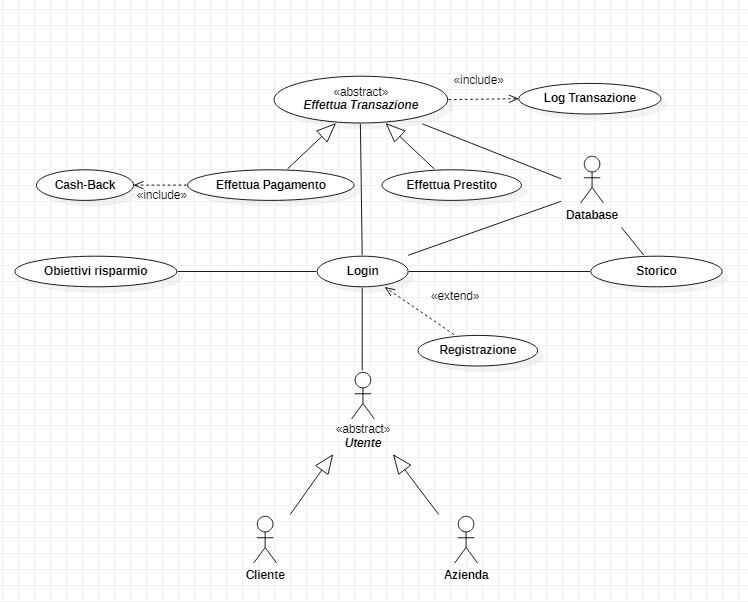 «include»
«abstract»
Effettua Transazione
Log Transazione
Cash-Back
Effettua Pagamento
Effettua Prestito
«include»
Database
Obiettivi risparmio
Login
Storico
«extend»
Registrazione
«abstract»
Utente
Cliente
Azienda